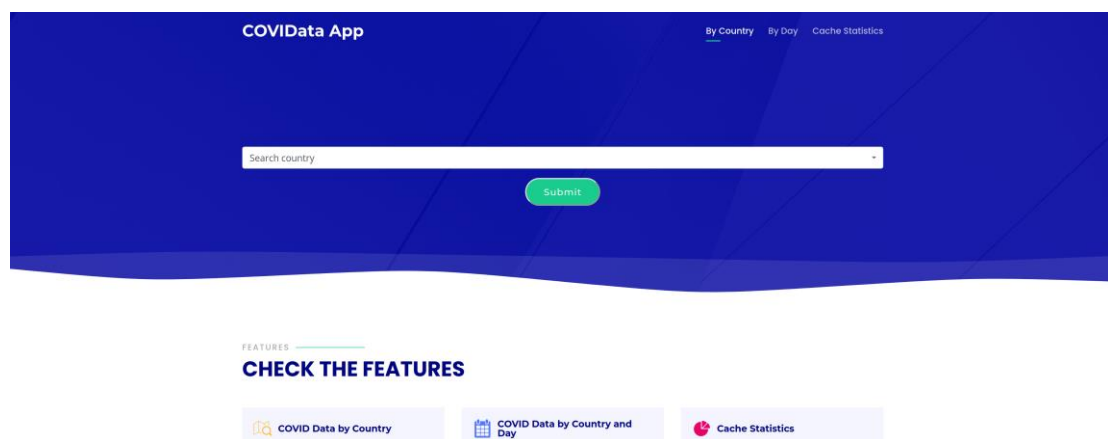 COVIData App
By Country By Day Cache Statistics
Search country
Submit
FEATURES
CHECK THE FEATURES
COVID Data by Country
COVID Data by Country and
Day
Cache Statistics